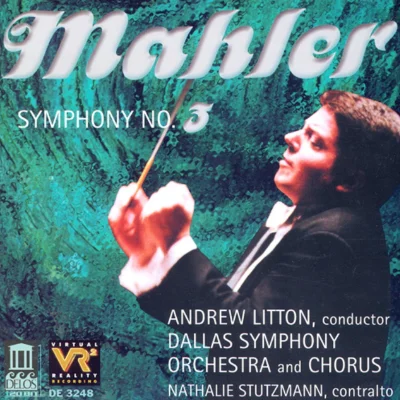 Mahler
SYMPHONY NO. 3
ANDREW LITTON, conductor
DALLAS SYMPHONY
ORCHESTRA and CHORUS
NATHALIE STUTZMANN, contralto
VIRTUAL
VR²
REALITY
RECORDING
DELOS
DE 3248